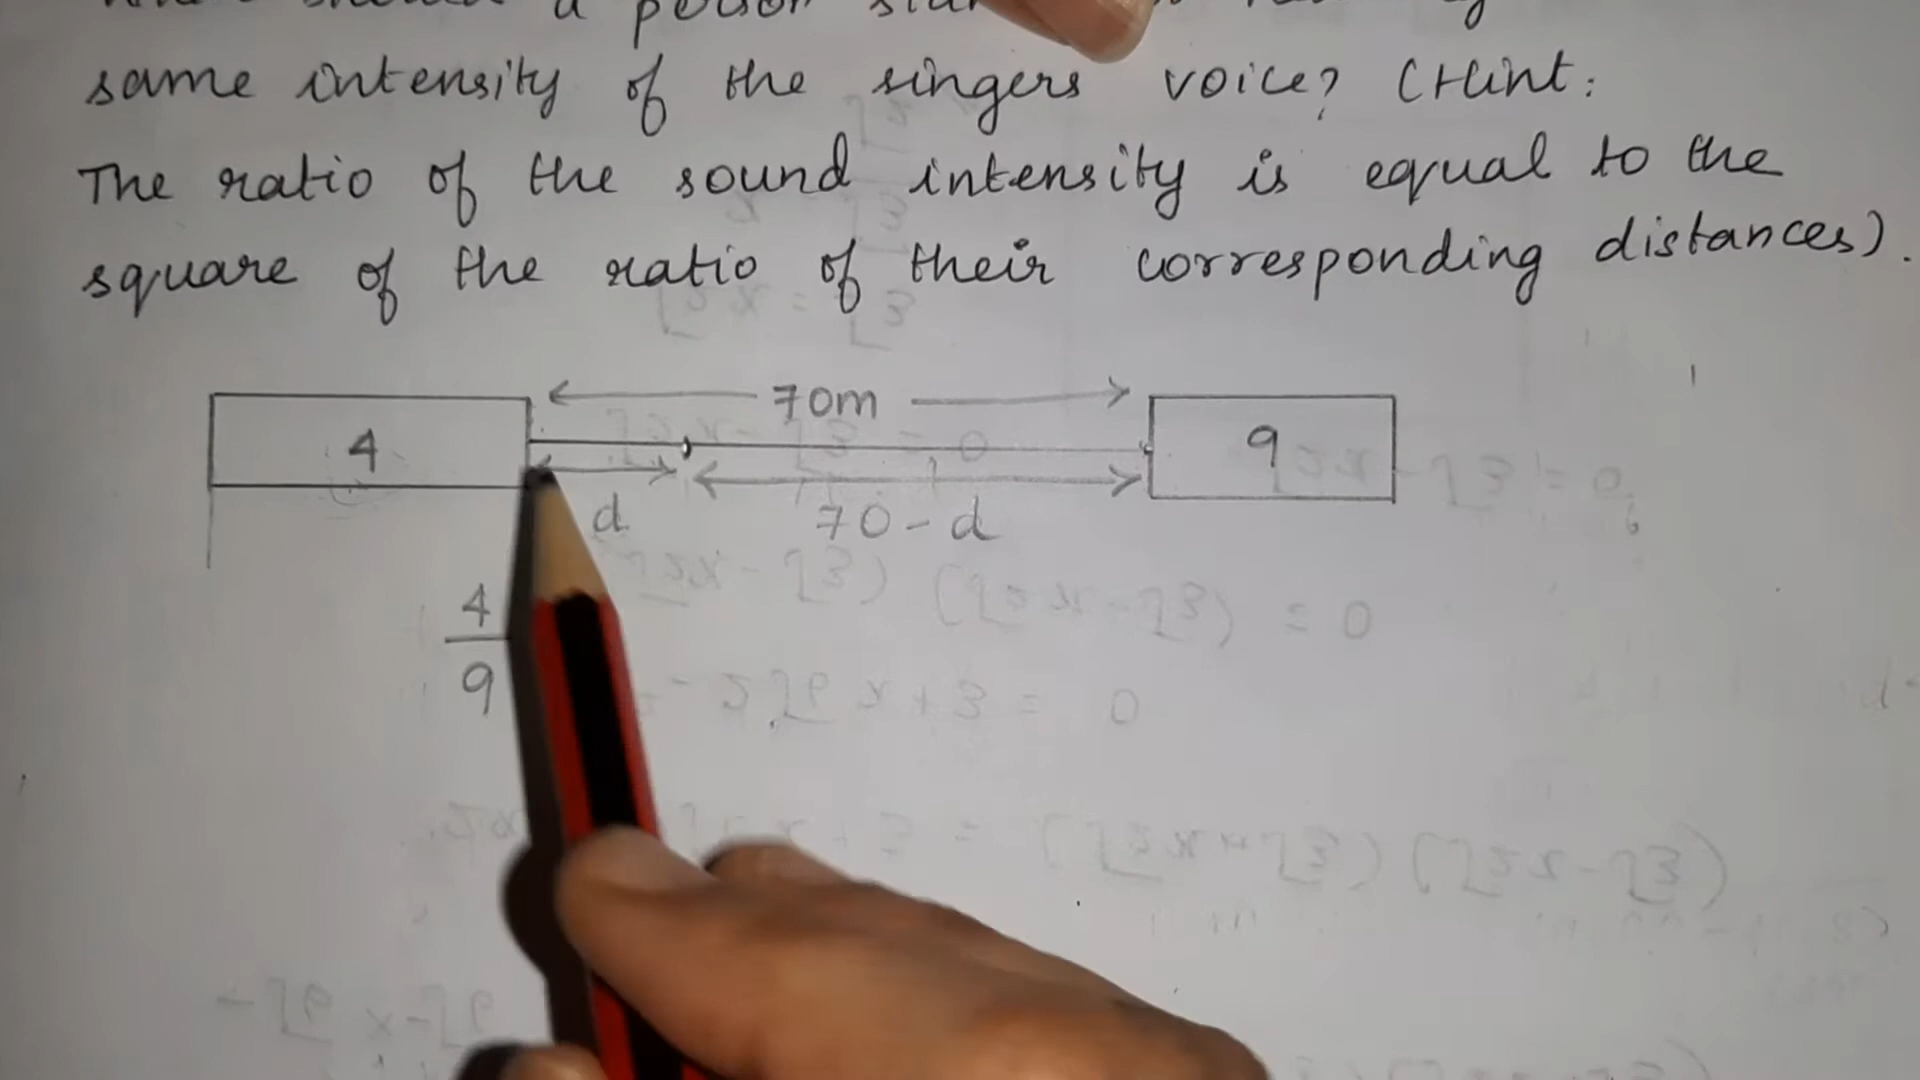 a person
same intensity of the singers voice? (Hint:
The ratio of the sound intensity is equal to the
square of the ratio of their corresponding distances).
70m
4
9
d
70-d
4
9